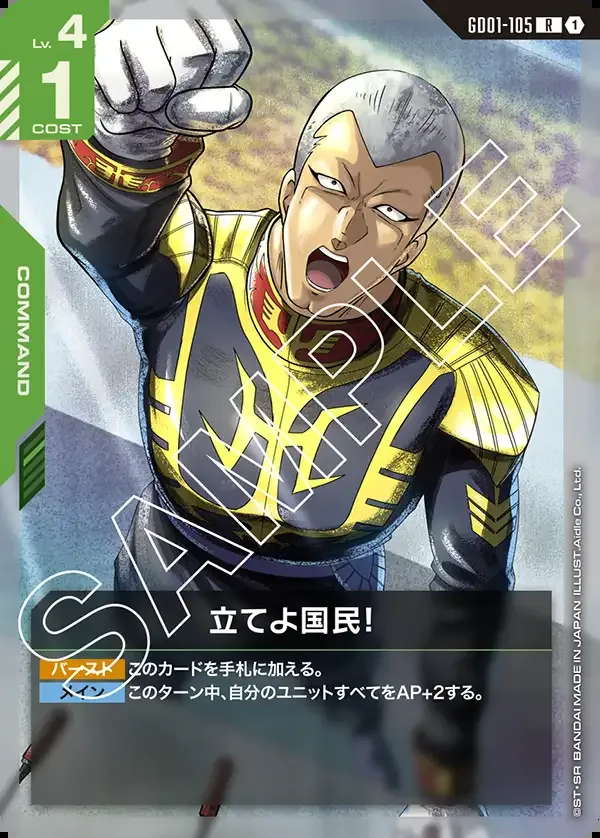 GD01-105 R 1
Lv. 4
1
COST
COMMAND
SAMPLE
立てよ国民!
バースト このカードを手札に加える。
メイン このターン中、自分のユニットすべてをAP+2する。
©ST・SR BANDAI MADE IN JAPAN ILLUST.Aidle Co., Ltd.